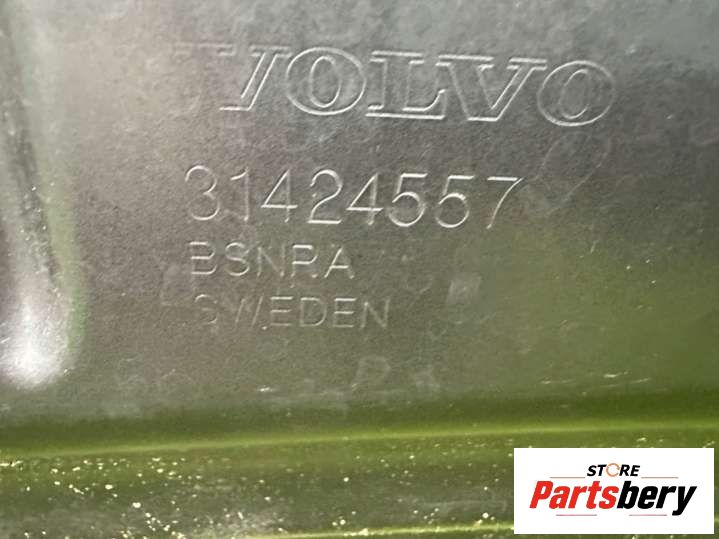 VOLVO
31424557
BSNRA
SWEDEN
STORE
Partsbery